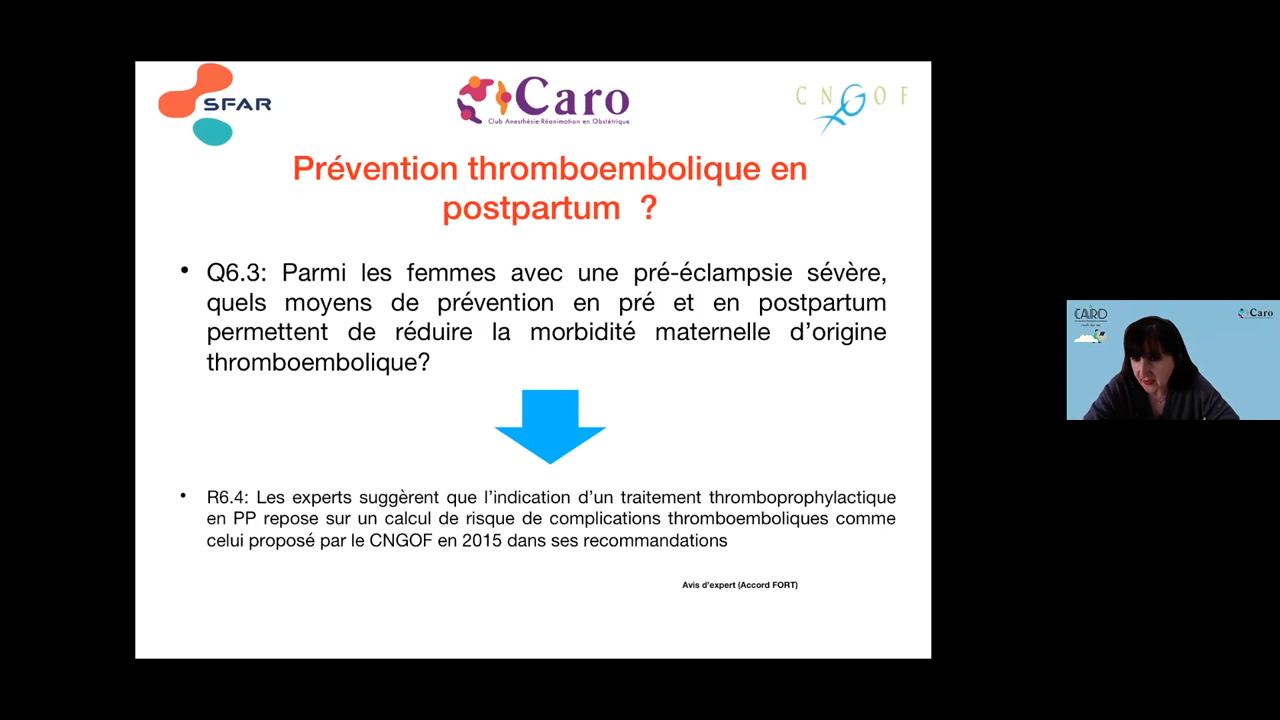 SFAR
Caro
Club Anesthésie-Réanimation en Obstétrique
CNGOF
Prévention thromboembolique en
postpartum ?
• Q6.3: Parmi les femmes avec une pré-éclampsie sévère,
quels moyens de prévention en pré et en postpartum
permettent de réduire la morbidité maternelle d’origine
thromboembolique?
• R6.4: Les experts suggèrent que l’indication d’un traitement thromboprophylactique
en PP repose sur un calcul de risque de complications thromboemboliques comme
celui proposé par le CNGOF en 2015 dans ses recommandations
Avis d’expert (Accord FORT)
CARO
Caro